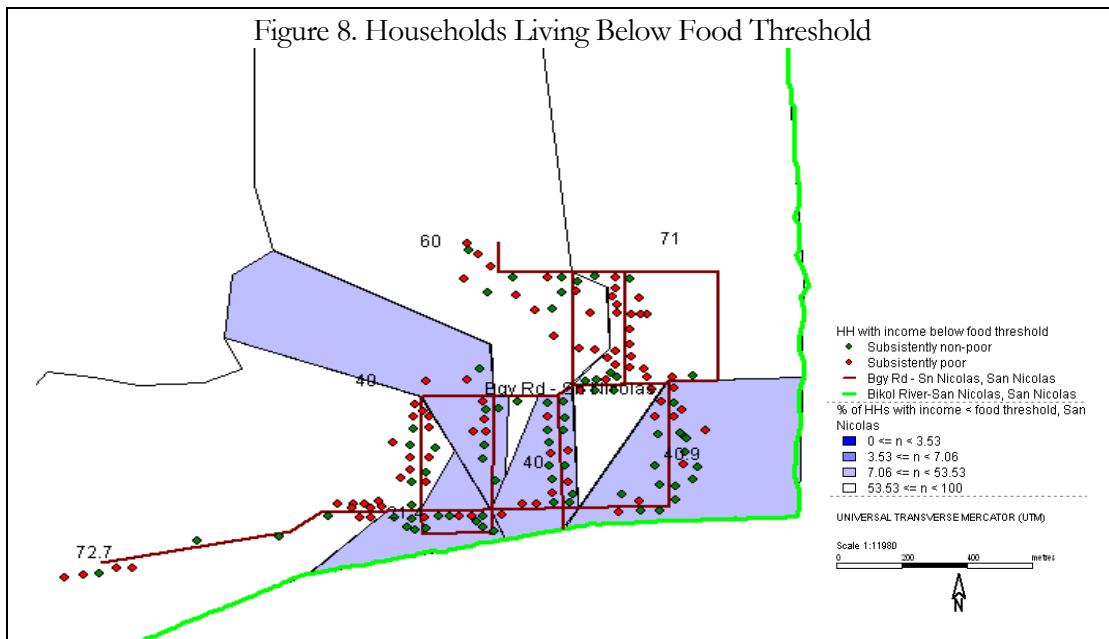 Figure 8. Households Living Below Food Threshold
60
71
40
Bgy Rd - Sn Nicolas
40
40.9
72.7
HH with income below food threshold
Subsistently non-poor
Subsistently poor
Bgy Rd - Sn Nicolas, San Nicolas
Bikol River-San Nicolas, San Nicolas
% of HHs with income < food threshold, San
Nicolas
0 <= n < 3.53
3.53 <= n < 7.06
7.06 <= n < 53.53
53.53 <= n < 100
UNIVERSAL TRANSVERSE MERCATOR (UTM)
Scale 1:11980
0 200 400 metres
N